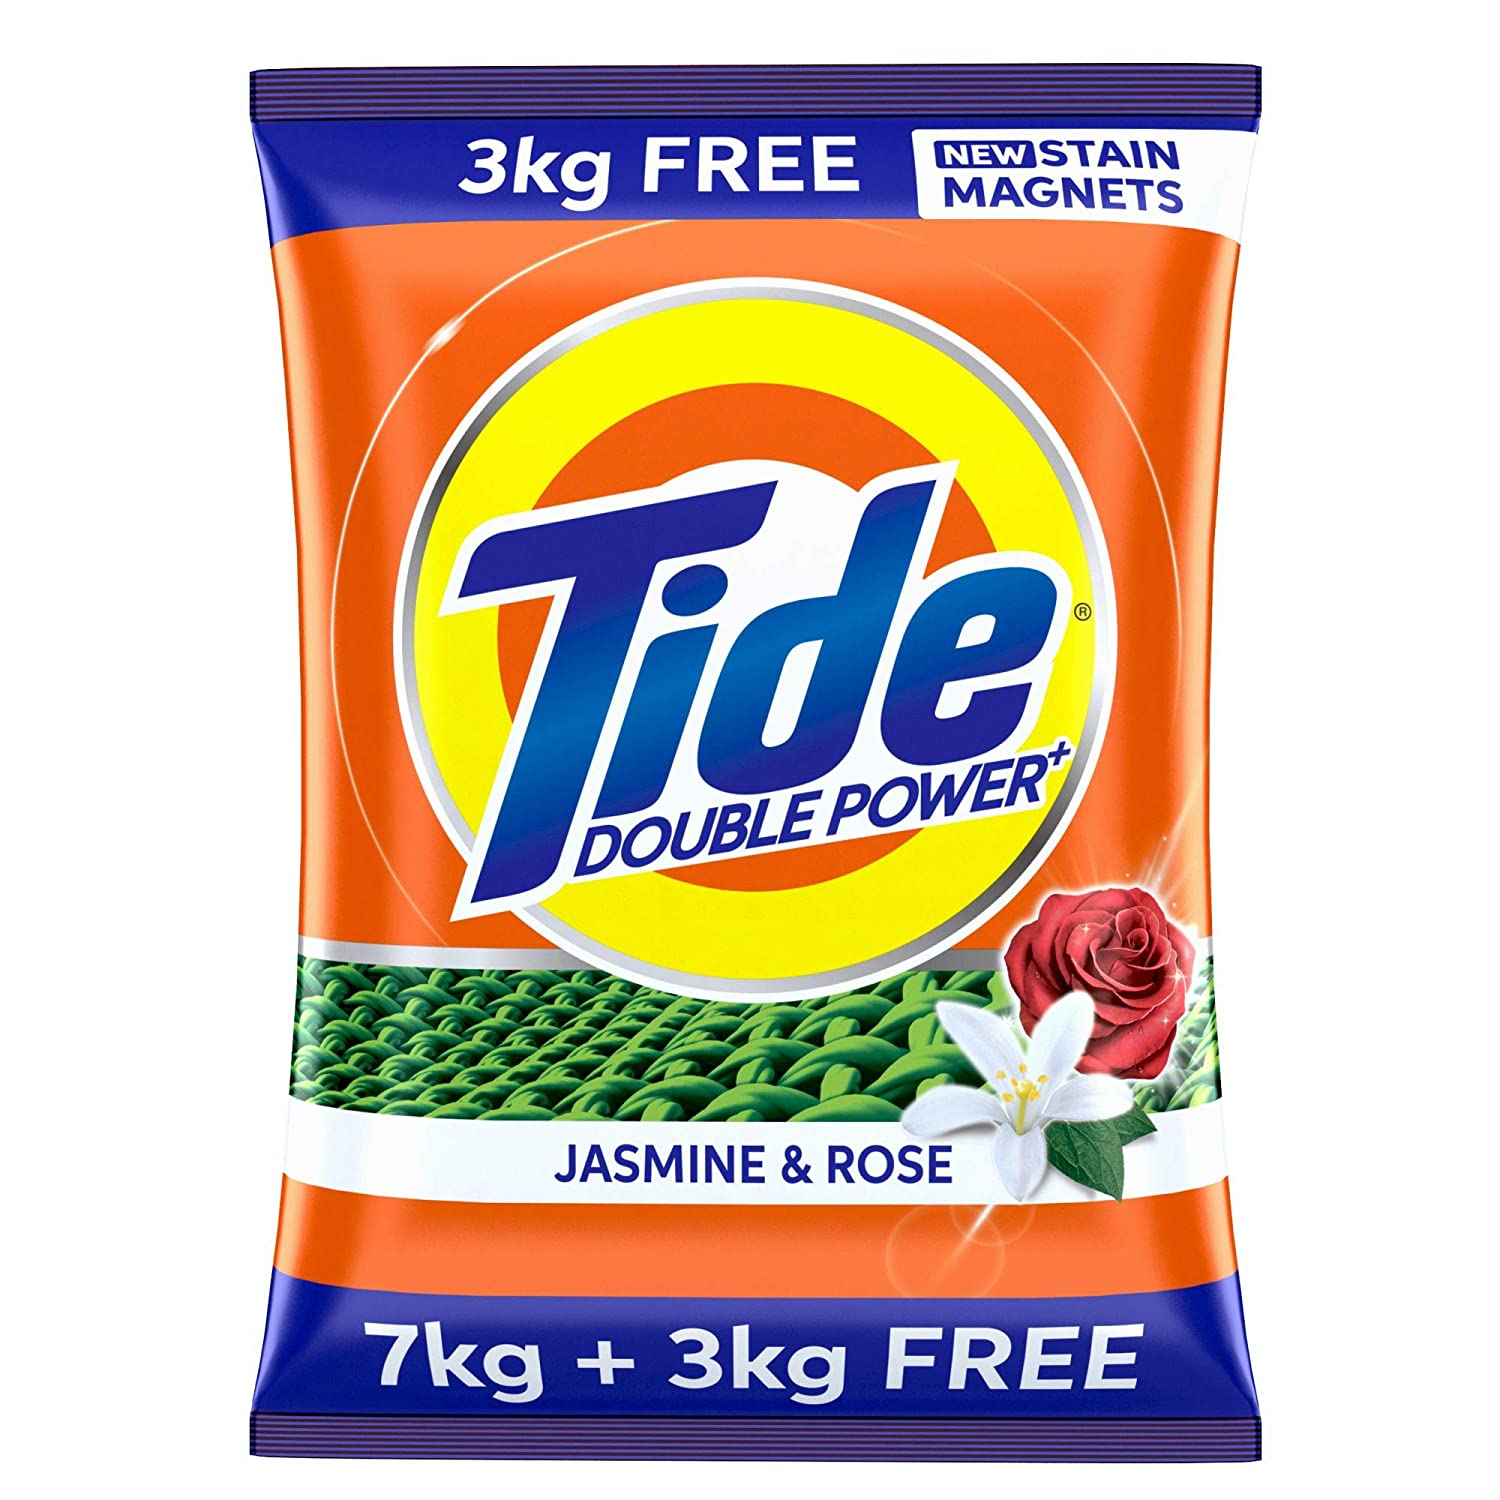 3kg FREE
NEW STAIN
MAGNETS
Tide®
DOUBLE POWER+
JASMINE & ROSE
7kg + 3kg FREE